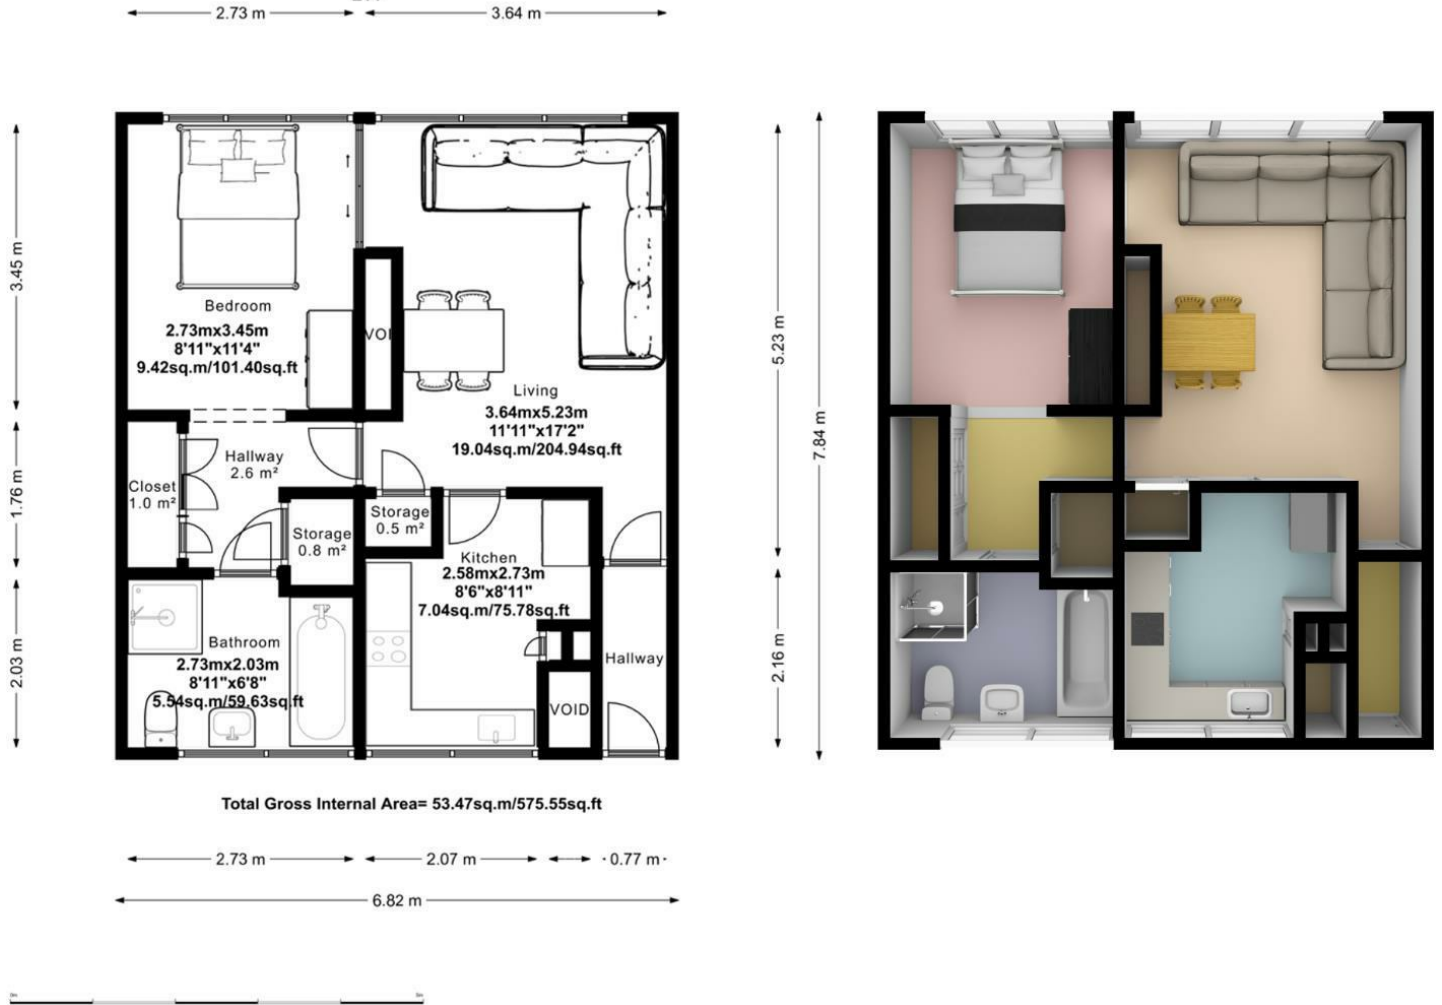 2.73 m
3.64 m
3.45 m
1.76 m
2.03 m
Bedroom
2.73mx3.45m
8'11"x11'4"
9.42sq.m/101.40sq.ft
VOI
Living
3.64mx5.23m
11'11"x17'2"
19.04sq.m/204.94sq.ft
Hallway
2.6 m²
Closet
1.0 m²
Storage
0.8 m²
Storage
0.5 m²
Kitchen
2.58mx2.73m
8'6"x8'11"
7.04sq.m/75.78sq.ft
Bathroom
2.73mx2.03m
8'11"x6'8"
5.54sq.m/59.63sq.ft
Hallway
VOID
5.23 m
2.16 m
7.84 m
Total Gross Internal Area= 53.47sq.m/575.55sq.ft
2.73 m
2.07 m
0.77 m
6.82 m